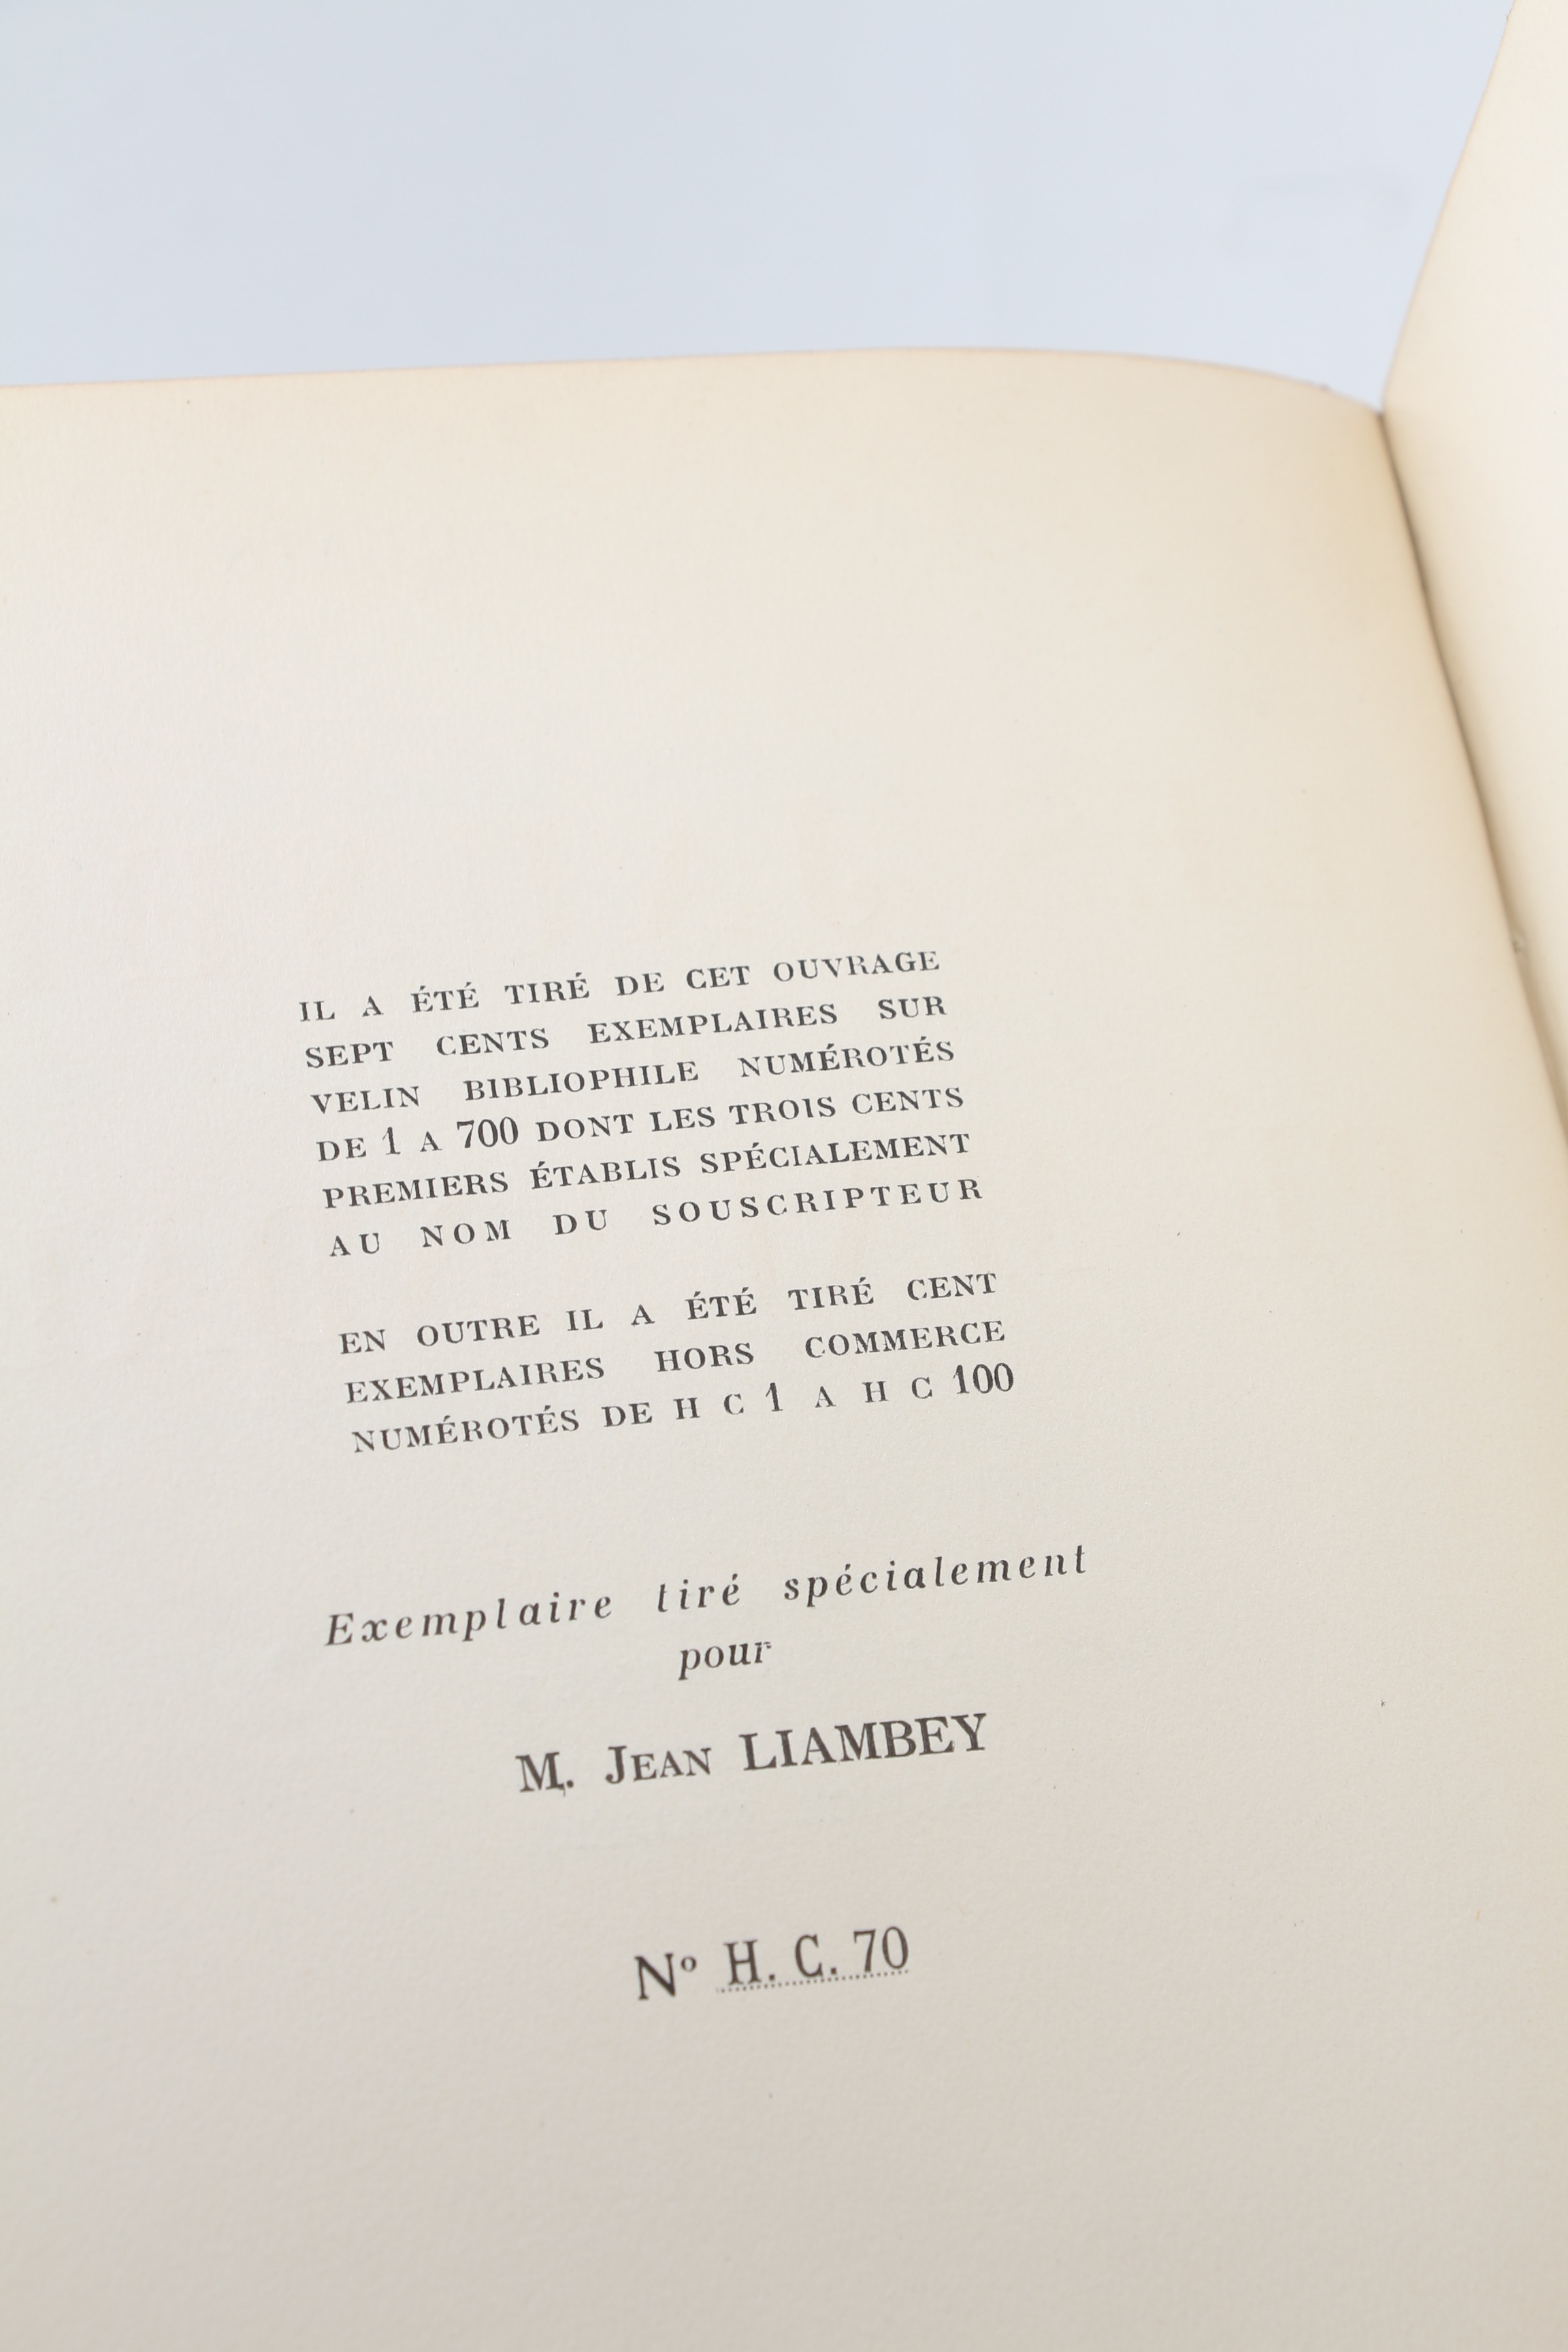 IL A ÉTÉ TIRÉ DE CET OUVRAGE
SEPT CENTS EXEMPLAIRES SUR
VELIN BIBLIOPHILE NUMÉROTÉS
DE 1 A 700 DONT LES TROIS CENTS
PREMIERS ÉTABLIS SPÉCIALEMENT
AU NOM DU SOUSCRIPTEUR
EN OUTRE IL A ÉTÉ TIRÉ CENT
EXEMPLAIRES HORS COMMERCE
NUMÉROTÉS DE H C 1 A H C 100
Exemplaire tiré spécialement
pour
M. JEAN LIAMBEY
Nº H. C. 70